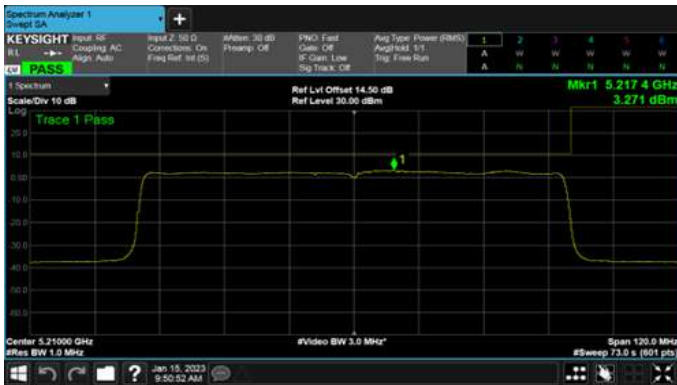 Spectrum Analyzer 1
Swept SA
+
KEYSIGHT Input: RF Input Z: 50 Ω #Atten: 30 dB PNO: Fast Avg Type: Power (RMS) 1 2 3 4 5 6
RL Coupling: AC Corrections: On Preamp: Off Gate: Off Avg|Hold: 1/1 A W W W W W
Align: Auto Freq Ref: Int (S) IF Gain: Low Trig: Free Run
PASS Sig Track: Off A N N N N N
1 Spectrum Ref Lvl Offset 14.50 dB Mkr1 5.217 4 GHz
Scale/Div 10 dB Ref Level 30.00 dBm 3.271 dBm
Log
Trace 1 Pass
20.0
10.0
1
0.00
-10.0
-20.0
-30.0
-40.0
-50.0
-60.0
Center 5.21000 GHz #Video BW 3.0 MHz* Span 120.0 MHz
#Res BW 1.0 MHz #Sweep 73.0 s (601 pts)
? Jan 15, 2023
9:50:52 AM